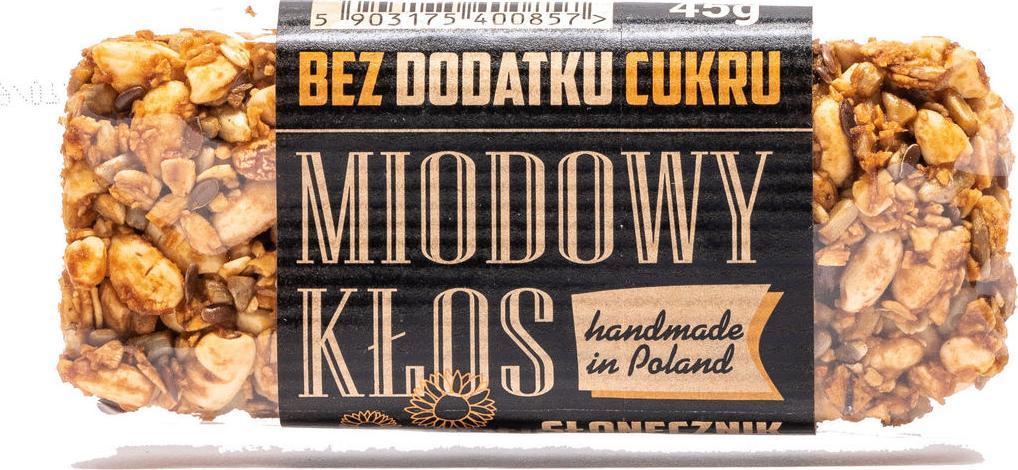 5 903175 400857 >
45g
BEZ DODATKU CUKRU
MIODOWY
KŁOS
handmade
in Poland
SŁONECZNIK